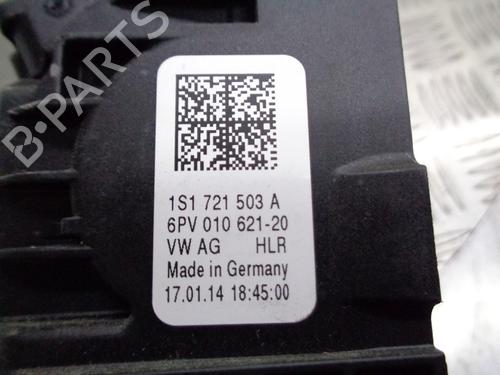 B-PARTS
1S1 721 503 A
6PV 010 621-20
VW AG HLR
Made in Germany
17.01.14 18:45:00